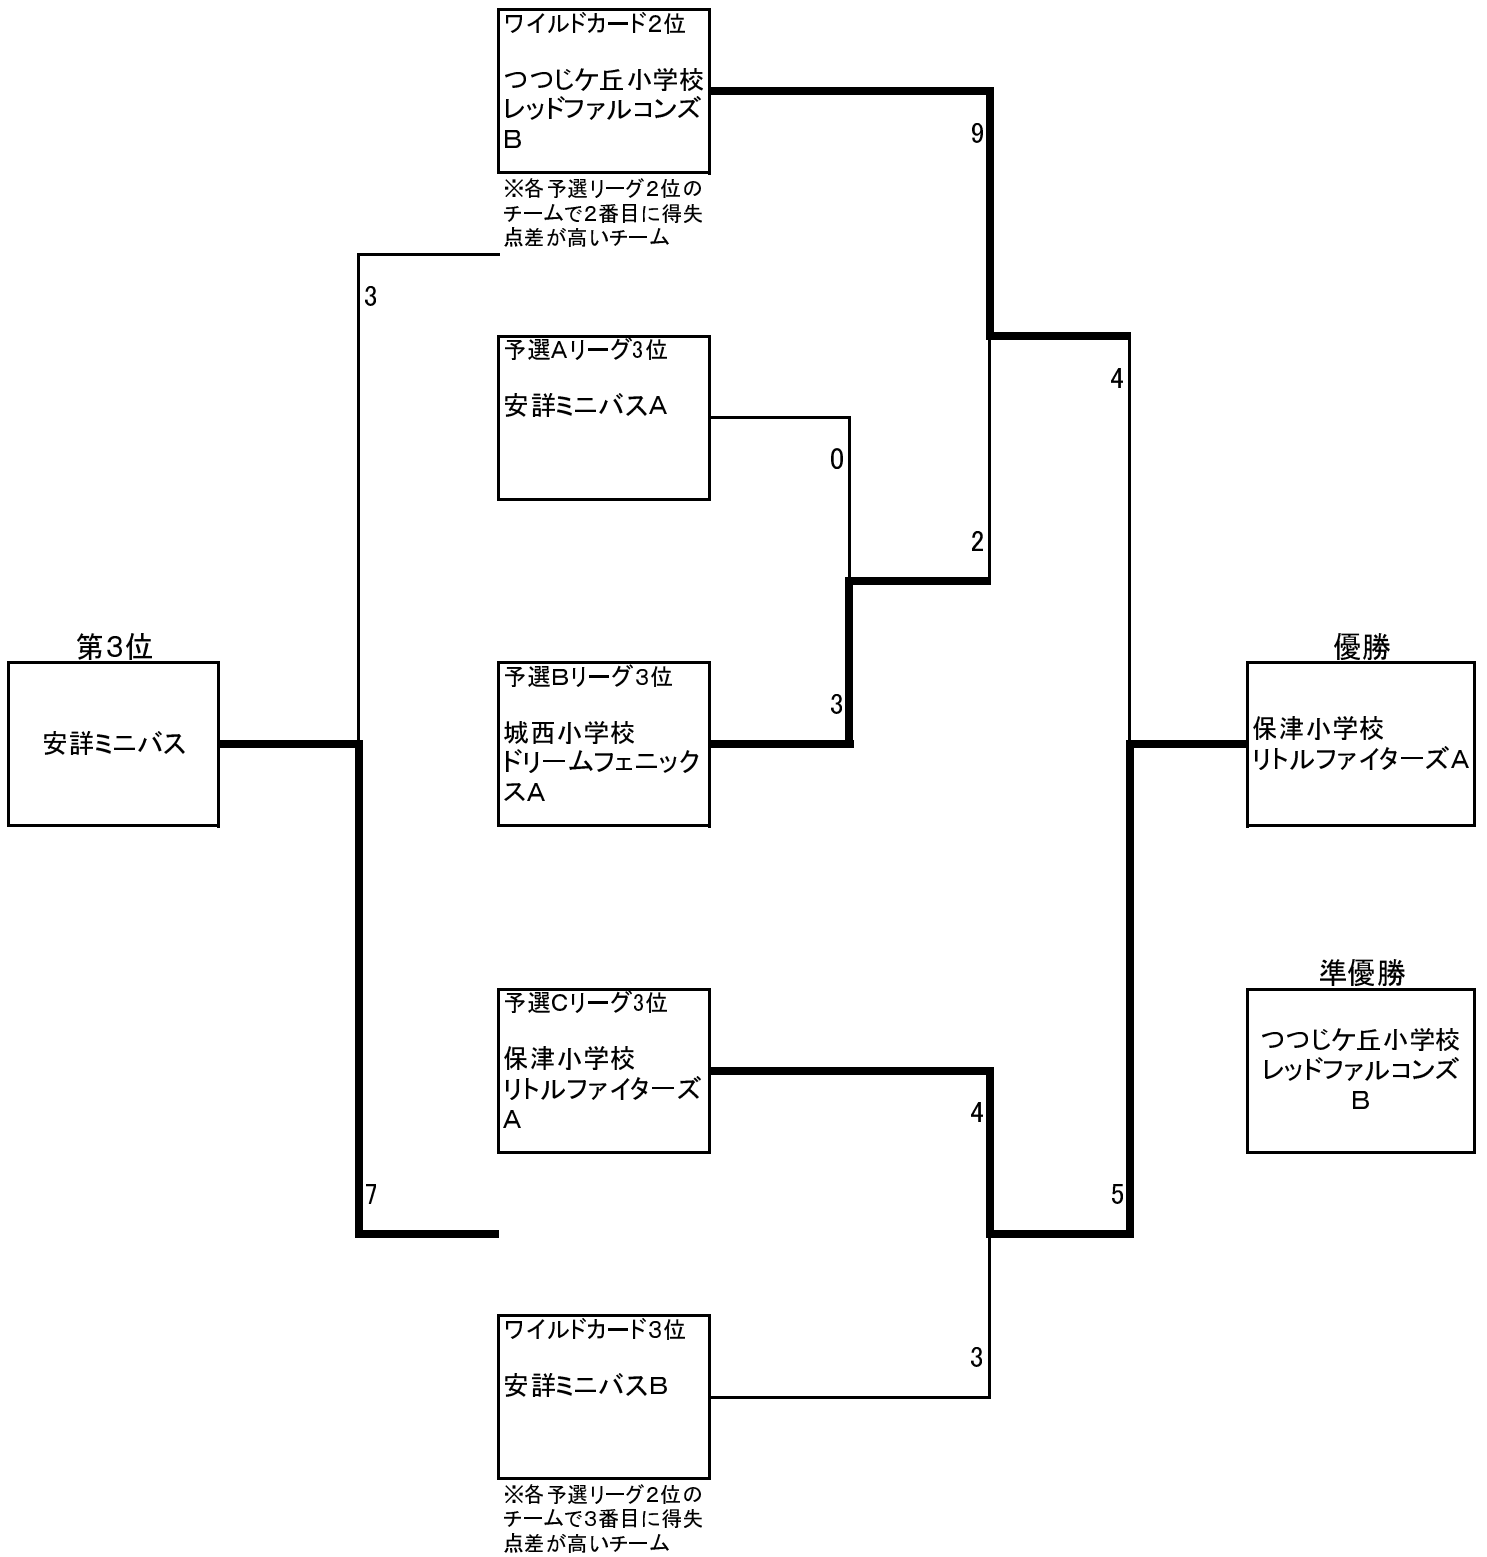 ワイルドカード2位
つつじケ丘小学校
レッドファルコンズ
B
※各予選リーグ2位の
チームで2番目に得失
点差が高いチーム
9
3
予選Aリーグ3位
安詳ミニバスA
4
0
2
第3位
安詳ミニバス
予選Bリーグ3位
城西小学校
ドリームフェニック
スA
3
優勝
保津小学校
リトルファイターズA
予選Cリーグ3位
保津小学校
リトルファイターズ
A
4
準優勝
つつじケ丘小学校
レッドファルコンズ
B
7
5
ワイルドカード3位
安詳ミニバスB
3
※各予選リーグ2位の
チームで3番目に得失
点差が高いチーム